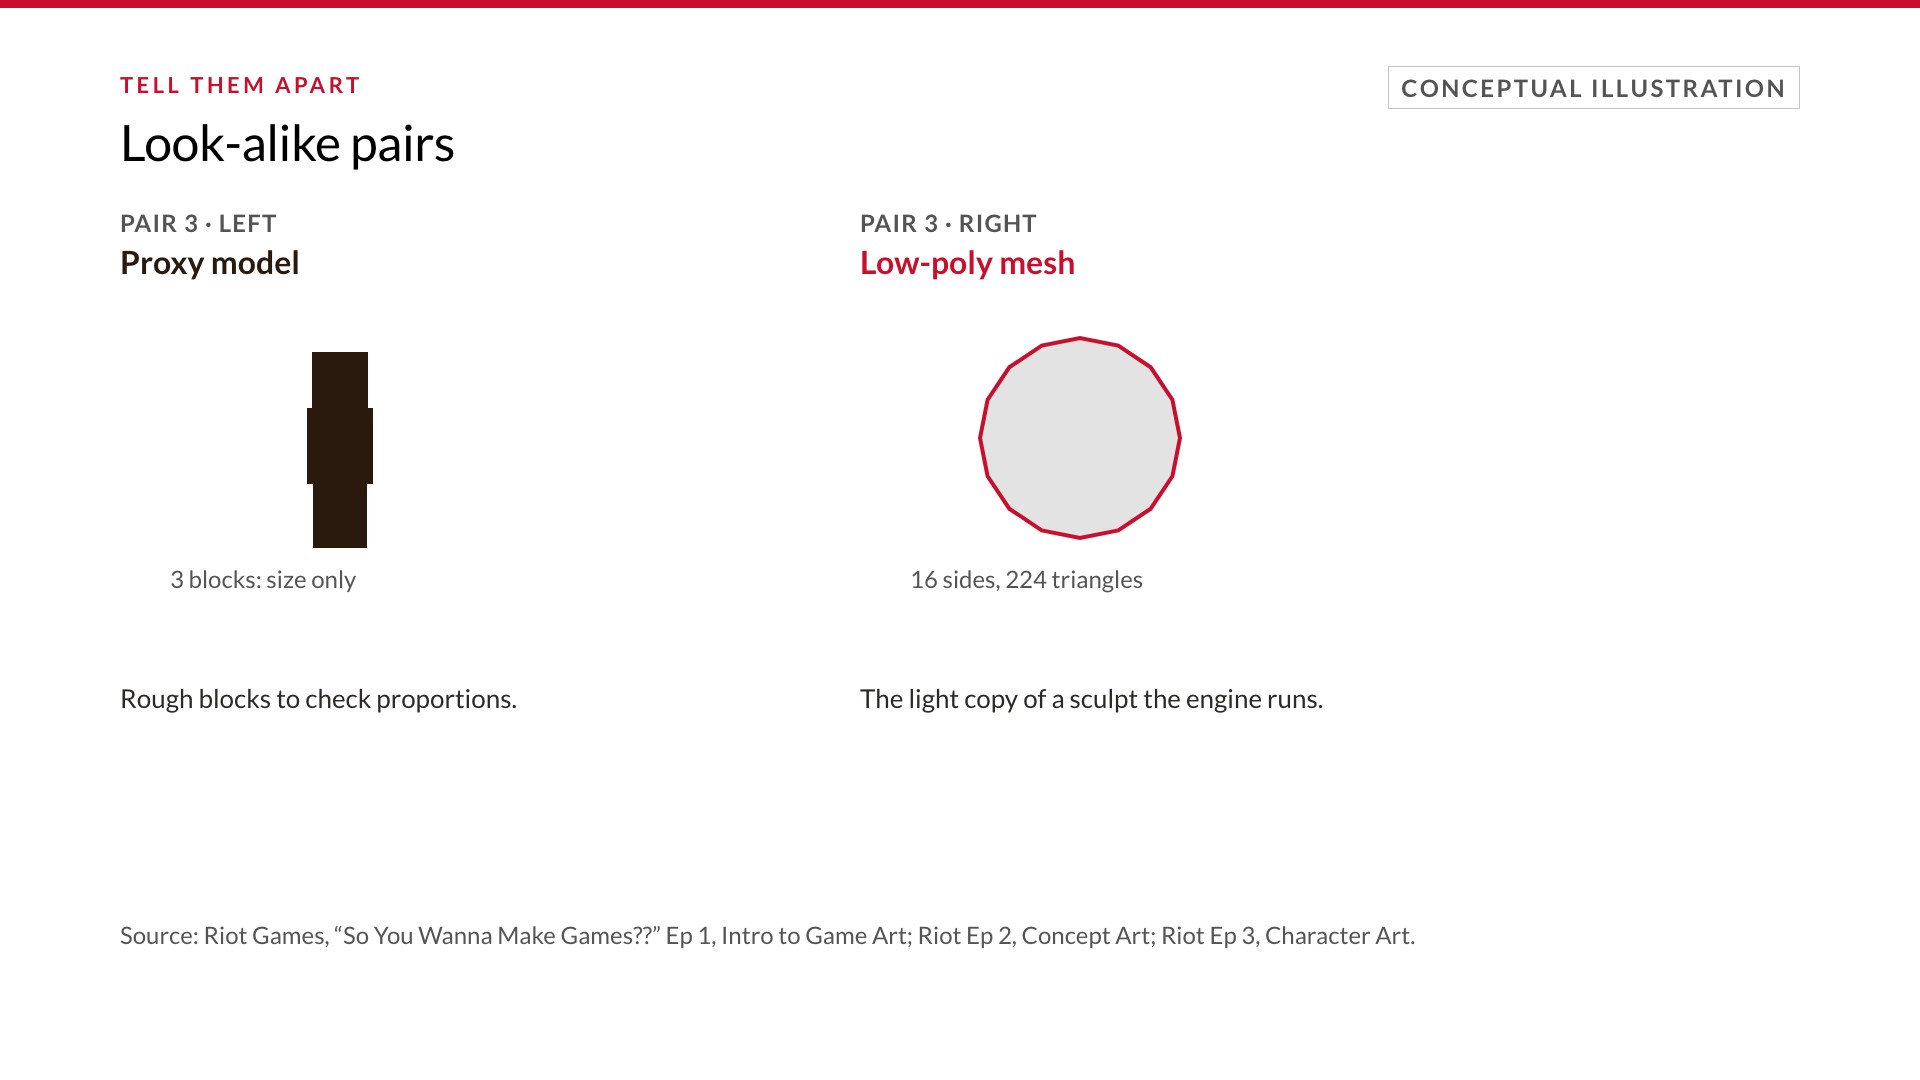 TELL THEM APART
CONCEPTUAL ILLUSTRATION
Look-alike pairs
PAIR 3 · LEFT
Proxy model
3 blocks: size only
Rough blocks to check proportions.
PAIR 3 · RIGHT
Low-poly mesh
16 sides, 224 triangles
The light copy of a sculpt the engine runs.
Source: Riot Games, “So You Wanna Make Games??” Ep 1, Intro to Game Art; Riot Ep 2, Concept Art; Riot Ep 3, Character Art.